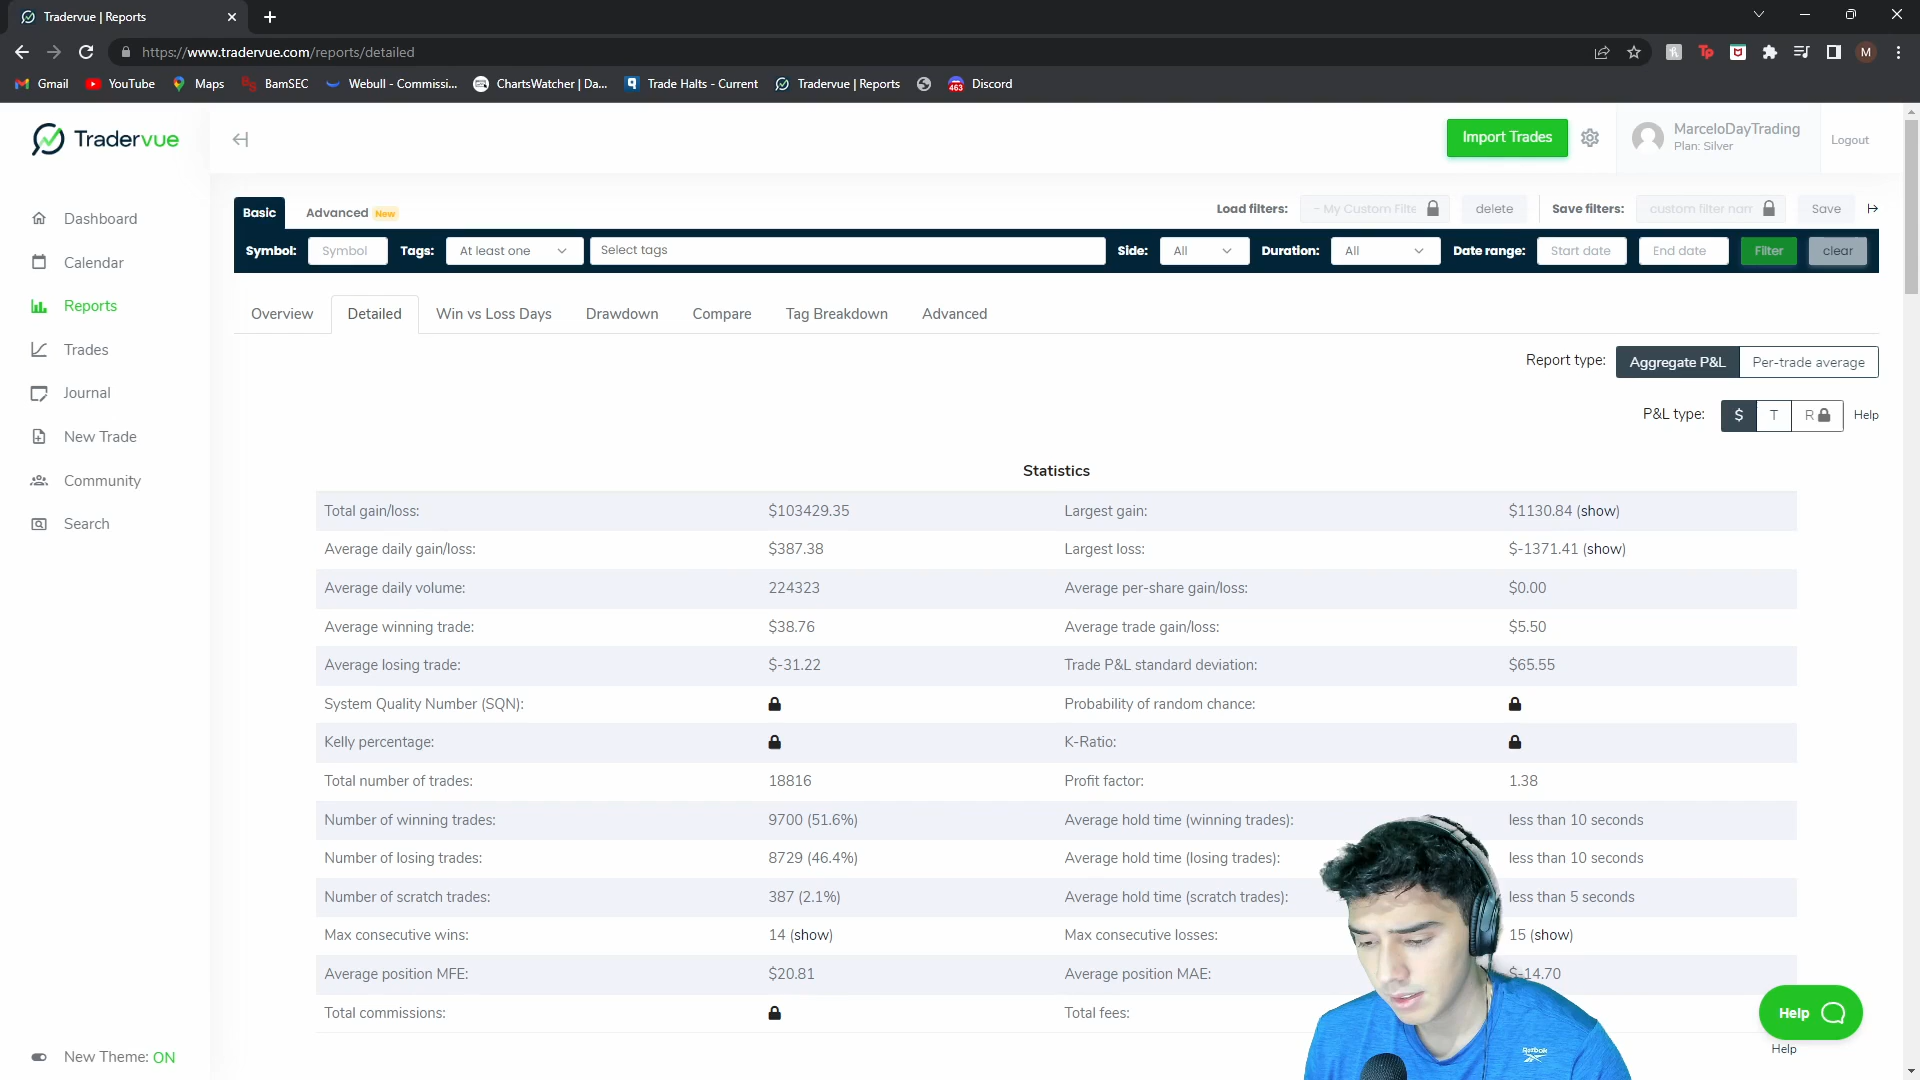 Tradervue | Reports
https://www.tradervue.com/reports/detailed
Gmail YouTube Maps BamSEC Webull - Commissi... ChartsWatcher | Da... Trade Halts - Current Tradervue | Reports 463 Discord
Tradervue
Import Trades
MarceloDayTrading
Plan: Silver
Logout
Dashboard
Calendar
Reports
Trades
Journal
New Trade
Community
Search
New Theme: ON
Basic Advanced New Load filters: - My Custom Filte delete Save filters: custom filter nam Save
Symbol: Symbol Tags: At least one Select tags Side: All Duration: All Date range: Start date End date Filter clear
Overview Detailed Win vs Loss Days Drawdown Compare Tag Breakdown Advanced
Report type: Aggregate P&L Per-trade average
P&L type: $ T R Help
Statistics
Total gain/loss: $103429.35 Largest gain: $1130.84 (show)
Average daily gain/loss: $387.38 Largest loss: $-1371.41 (show)
Average daily volume: 224323 Average per-share gain/loss: $0.00
Average winning trade: $38.76 Average trade gain/loss: $5.50
Average losing trade: $-31.22 Trade P&L standard deviation: $65.55
System Quality Number (SQN): Probability of random chance:
Kelly percentage: K-Ratio:
Total number of trades: 18816 Profit factor: 1.38
Number of winning trades: 9700 (51.6%) Average hold time (winning trades): less than 10 seconds
Number of losing trades: 8729 (46.4%) Average hold time (losing trades): less than 10 seconds
Number of scratch trades: 387 (2.1%) Average hold time (scratch trades): less than 5 seconds
Max consecutive wins: 14 (show) Max consecutive losses: 15 (show)
Average position MFE: $20.81 Average position MAE: $-14.70
Total commissions: Total fees:
Help
Help
Reebok
M